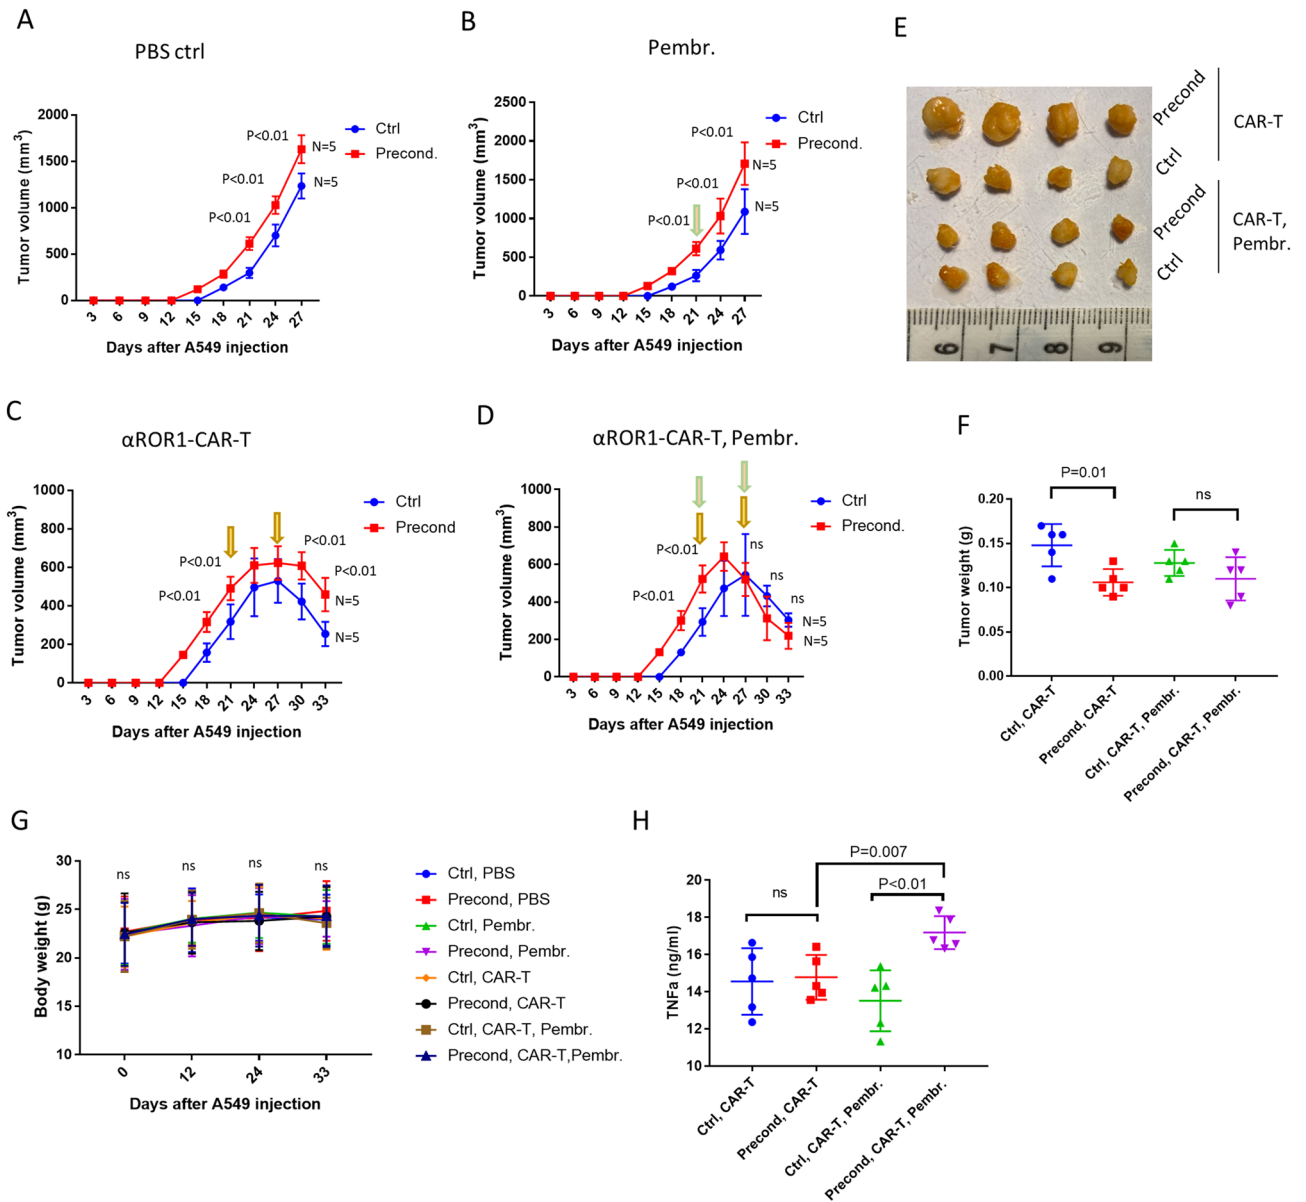 A
PBS ctrl
Tumor volume (mm³)
2000
1500
1000
500
0
3 6 9 12 15 18 21 24 27
Days after A549 injection
P<0.01
P<0.01
P<0.01
N=5
N=5
Ctrl
Precond.
B
Pembr.
Tumor volume (mm³)
2500
2000
1500
1000
500
0
3 6 9 12 15 18 21 24 27
Days after A549 injection
P<0.01
P<0.01
P<0.01
N=5
N=5
Ctrl
Precond.
E
Precond
Ctrl
CAR-T
Precond
Ctrl
CAR-T,
Pembr.
6 7 8 9
C
αROR1-CAR-T
Tumor volume (mm³)
1000
800
600
400
200
0
3 6 9 12 15 18 21 24 27 30 33
Days after A549 injection
P<0.01
P<0.01
P<0.01
P<0.01
N=5
N=5
Ctrl
Precond
D
αROR1-CAR-T, Pembr.
Tumor volume (mm³)
1000
800
600
400
200
0
3 6 9 12 15 18 21 24 27 30 33
Days after A549 injection
P<0.01
P<0.01
ns
ns
ns
N=5
N=5
Ctrl
Precond.
F
Tumor weight (g)
0.20
0.15
0.10
0.05
0.00
P=0.01
ns
Ctrl, CAR-T
Precond, CAR-T
Ctrl, CAR-T, Pembr.
Precond, CAR-T, Pembr.
G
Body weight (g)
30
25
20
15
10
ns
ns
ns
ns
0 12 24 33
Days after A549 injection
Ctrl, PBS
Precond, PBS
Ctrl, Pembr.
Precond, Pembr.
Ctrl, CAR-T
Precond, CAR-T
Ctrl, CAR-T, Pembr.
Precond, CAR-T,Pembr.
H
TNFa (ng/ml)
20
18
16
14
12
10
ns
P=0.007
P<0.01
Ctrl, CAR-T
Precond, CAR-T
Ctrl, CAR-T, Pembr.
Precond, CAR-T, Pembr.